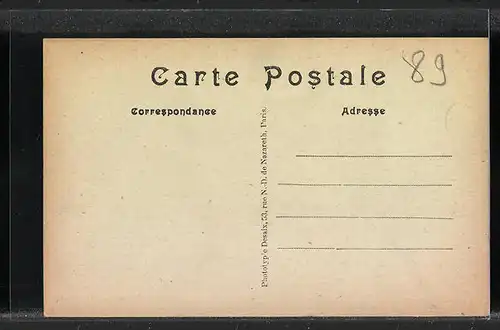 Carte Postale
89
Correspondance
Adresse
Phototypie Desaix, 53, rue N.-D. de Nazareth, Paris.